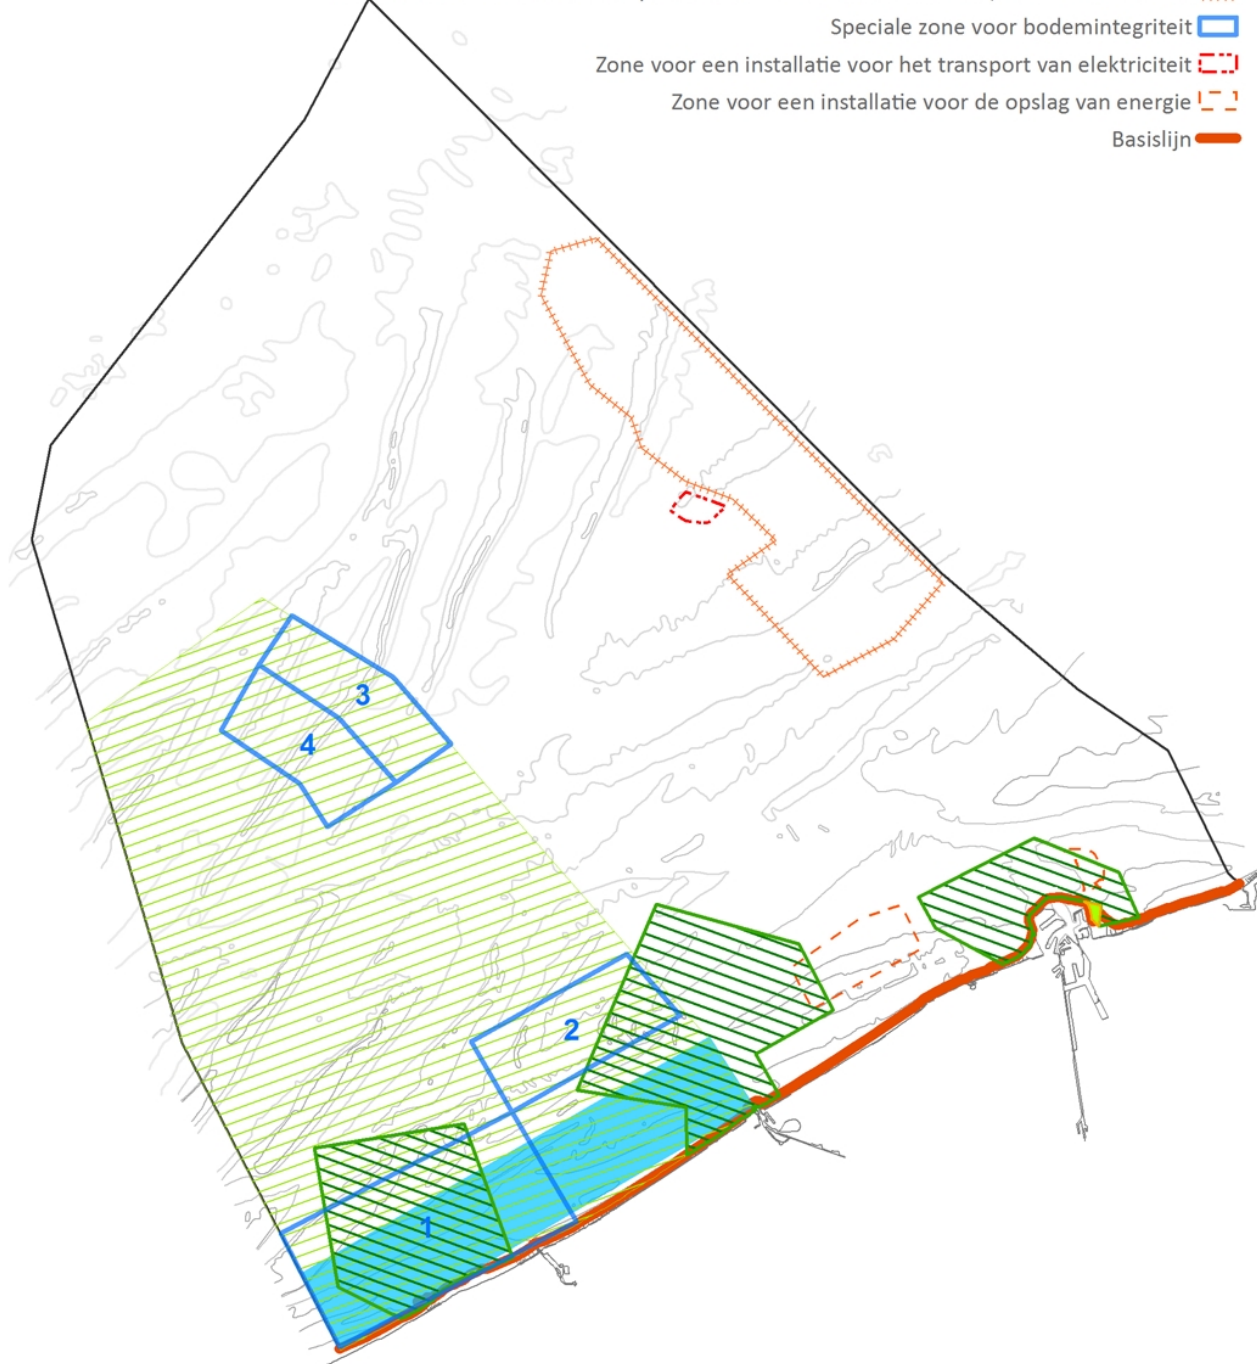 Speciale zone voor bodemintegriteit
Zone voor een installatie voor het transport van elektriciteit
Zone voor een installatie voor de opslag van energie
Basislijn
3
4
2
1